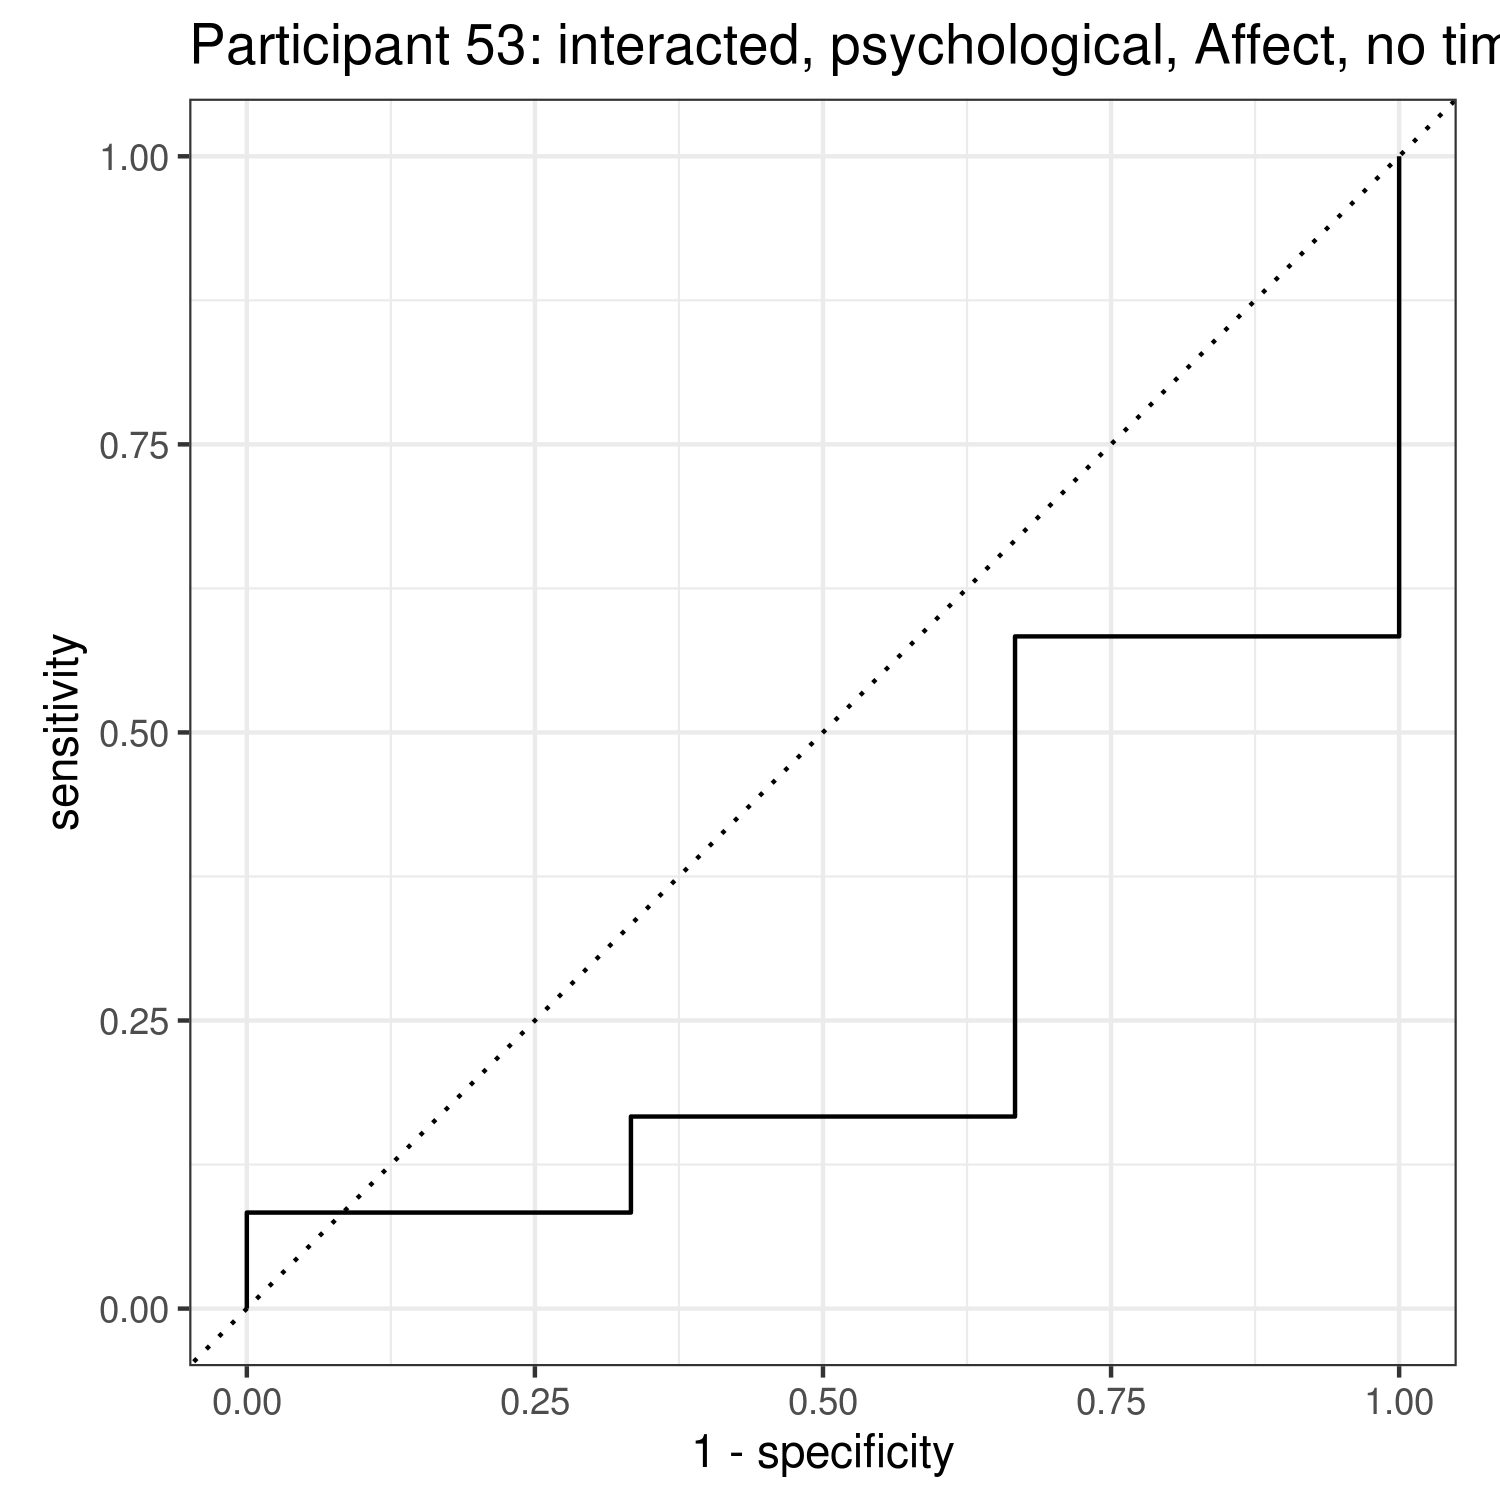 Participant 53: interacted, psychological, Affect, no tim
1.00
0.75
0.50
0.25
0.00
sensitivity
0.00 0.25 0.50 0.75 1.00
1 - specificity